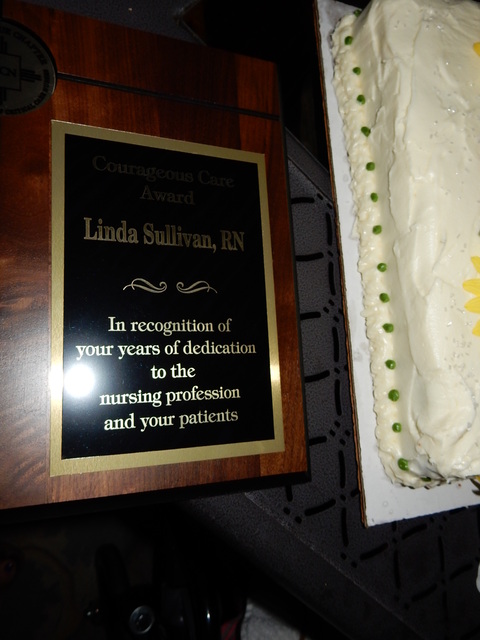 Courageous Care
Award
Linda Sullivan, RN
In recognition of
your years of dedication
to the
nursing profession
and your patients